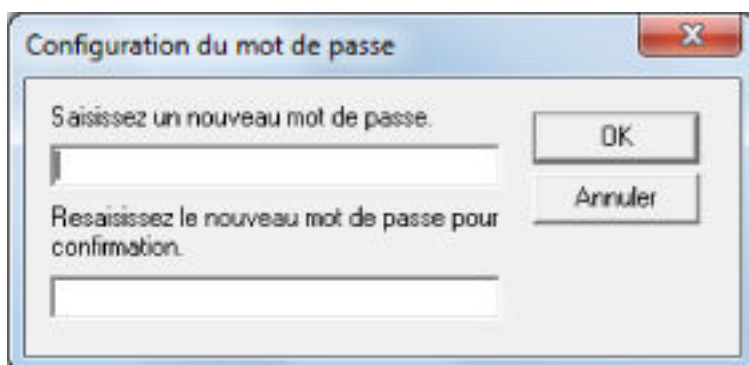 Configuration du mot de passe
Saisissez un nouveau mot de passe.
OK
Annuler
Resaisissez le nouveau mot de passe pour
confirmation.